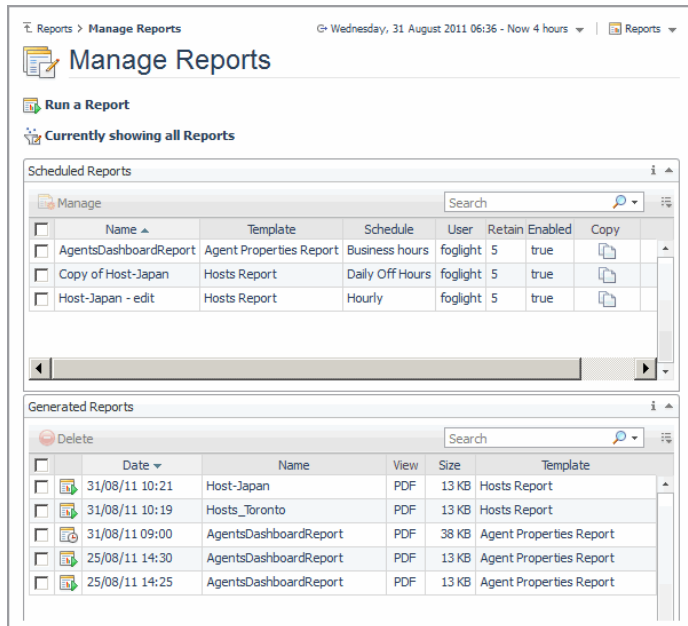 Reports > Manage Reports
Wednesday, 31 August 2011 06:36 - Now 4 hours
Reports
Manage Reports
Run a Report
Currently showing all Reports
Scheduled Reports
Manage
Search
Name Template Schedule User Retain Enabled Copy
AgentsDashboardReport Agent Properties Report Business hours foglight 5 true
Copy of Host-Japan Hosts Report Daily Off Hours foglight 5 true
Host-Japan - edit Hosts Report Hourly foglight 5 true
Generated Reports
Delete
Search
Date Name View Size Template
31/08/11 10:21 Host-Japan PDF 13 KB Hosts Report
31/08/11 10:19 Hosts_Toronto PDF 13 KB Hosts Report
31/08/11 09:00 AgentsDashboardReport PDF 38 KB Agent Properties Report
25/08/11 14:30 AgentsDashboardReport PDF 13 KB Agent Properties Report
25/08/11 14:25 AgentsDashboardReport PDF 13 KB Agent Properties Report